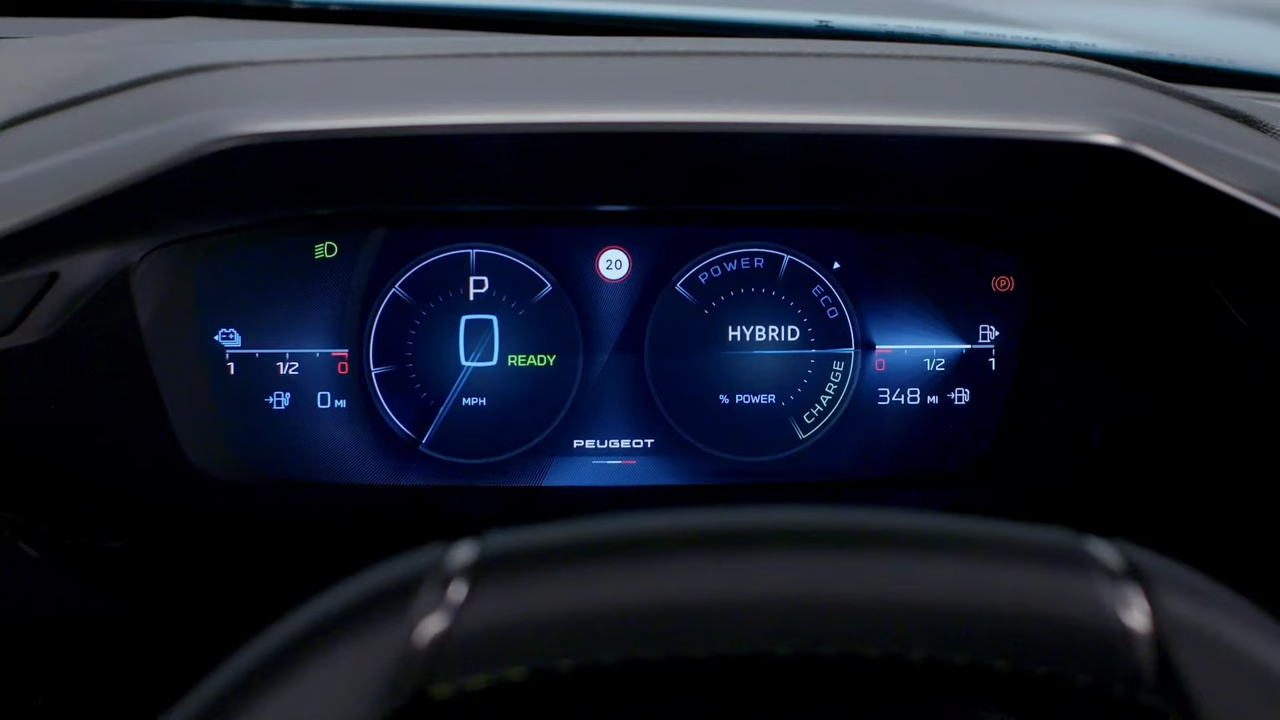 20
P
0
READY
MPH
POWER
ECO
HYBRID
CHARGE
% POWER
1 1/2 0
0 MI
0 1/2 1
348 MI
(P)
PEUGEOT